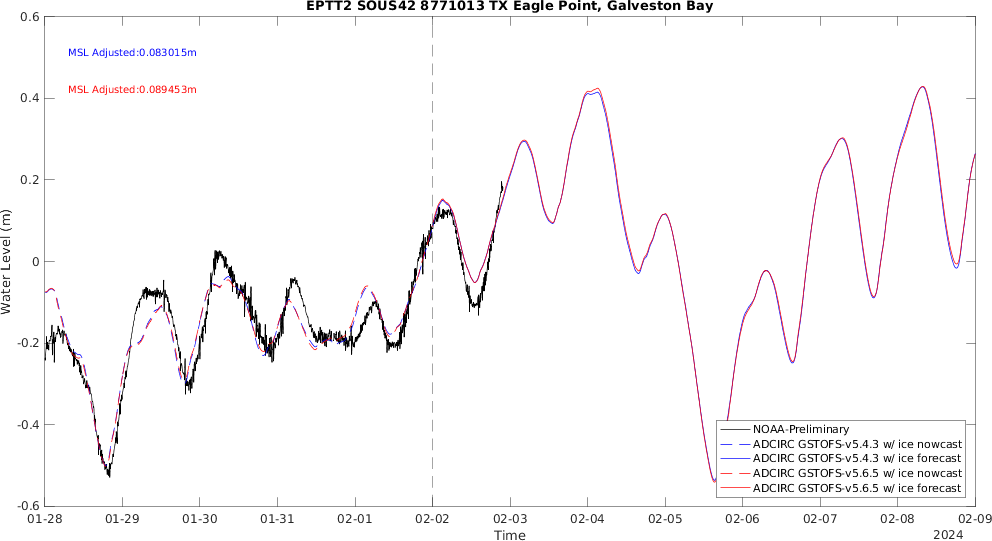 EPTT2 SOUS42 8771013 TX Eagle Point, Galveston Bay
MSL Adjusted:0.083015m
MSL Adjusted:0.089453m
Water Level (m)
0.6
0.4
0.2
0
-0.2
-0.4
-0.6
NOAA-Preliminary
ADCIRC GSTOFS-v5.4.3 w/ ice nowcast
ADCIRC GSTOFS-v5.4.3 w/ ice forecast
ADCIRC GSTOFS-v5.6.5 w/ ice nowcast
ADCIRC GSTOFS-v5.6.5 w/ ice forecast
01-28 01-29 01-30 01-31 02-01 02-02 02-03 02-04 02-05 02-06 02-07 02-08 02-09
Time
2024